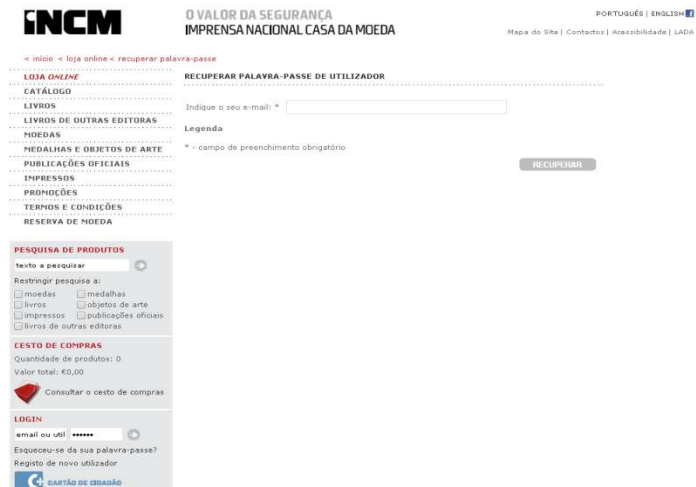 INCM
O VALOR DA SEGURANÇA
IMPRENSA NACIONAL CASA DA MOEDA
PORTUGUÊS | ENGLISH
Mapa do Site | Contactos | Acessibilidade | LADA
< início < loja online < recuperar palavra-passe
LOJA ONLINE
CATÁLOGO
LIVROS
LIVROS DE OUTRAS EDITORAS
MOEDAS
MEDALHAS E OBJETOS DE ARTE
PUBLICAÇÕES OFICIAIS
IMPRESSOS
PROMOÇÕES
TERMOS E CONDIÇÕES
RESERVA DE MOEDA
RECUPERAR PALAVRA-PASSE DE UTILIZADOR
Indique o seu e-mail: *
Legenda
* - campo de preenchimento obrigatório
RECUPERAR
PESQUISA DE PRODUTOS
texto a pesquisar
Restringir pesquisa a:
moedas medalhas
livros objetos de arte
impressos publicações oficiais
livros de outras editoras
CESTO DE COMPRAS
Quantidade de produtos: 0
Valor total: €0,00
Consultar o cesto de compras
LOGIN
email ou util ••••••
Esqueceu-se da sua palavra-passe?
Registo de novo utilizador
CARTÃO DE CIDADÃO